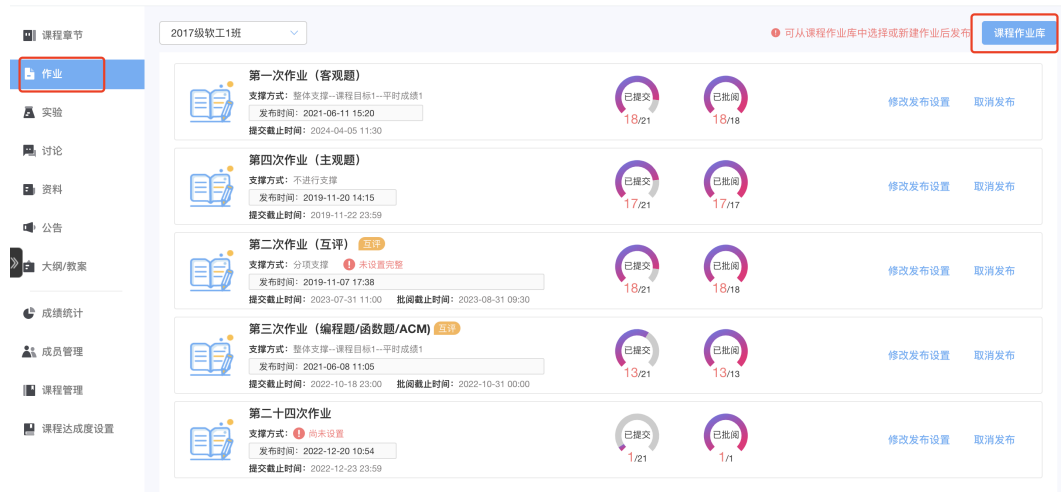 课程章节
作业
实验
讨论
资料
公告
大纲/教案
成绩统计
成员管理
课程管理
课程达成度设置
2017级软工1班
可从课程作业库中选择或新建作业后发布
课程作业库
第一次作业（客观题）
支撑方式：整体支撑--课程目标1--平时成绩1
发布时间：2021-06-11 15:20
提交截止时间：2024-04-05 11:30
已提交
18/21
已批阅
18/18
修改发布设置 取消发布
第四次作业（主观题）
支撑方式：不进行支撑
发布时间：2019-11-20 14:15
提交截止时间：2019-11-22 23:59
已提交
17/21
已批阅
17/17
修改发布设置 取消发布
第二次作业（互评） 互评
支撑方式：分项支撑 未设置完整
发布时间：2019-11-07 17:38
提交截止时间：2023-07-31 11:00 批阅截止时间：2023-08-31 09:30
已提交
18/21
已批阅
18/18
修改发布设置 取消发布
第三次作业（编程题/函数题/ACM) 互评
支撑方式：整体支撑--课程目标1--平时成绩1
发布时间：2021-06-08 11:05
提交截止时间：2022-10-18 23:00 批阅截止时间：2022-10-31 00:00
已提交
13/21
已批阅
13/13
修改发布设置 取消发布
第二十四次作业
支撑方式：尚未设置
发布时间：2022-12-20 10:54
提交截止时间：2022-12-23 23:59
已提交
1/21
已批阅
1/1
修改发布设置 取消发布